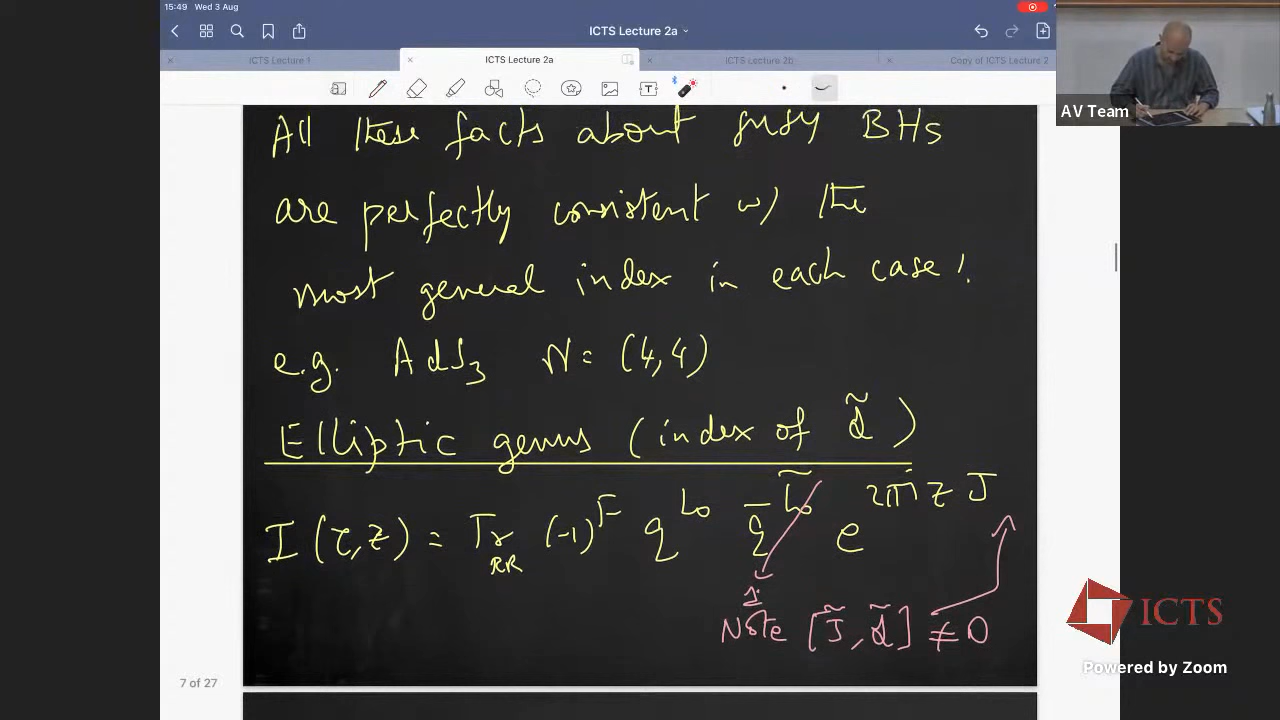 15:49 Wed 3 Aug
ICTS Lecture 2a
ICTS Lecture 1
ICTS Lecture 2a
ICTS Lecture 2b
Copy of ICTS Lecture 2
AV Team
All these facts about susy BHs
are perfectly consistent w/ the
most general index in each case!
e.g. AdS₃ N = (4,4)
Elliptic genus (index of Q̃)
I(τ,z) = Tr_RR (-1)^F q^{L₀} q̄^{L̃₀} e^{2πi z J}
1
Note [J̃, Q̃] ≠ 0
ICTS
Powered by Zoom
7 of 27